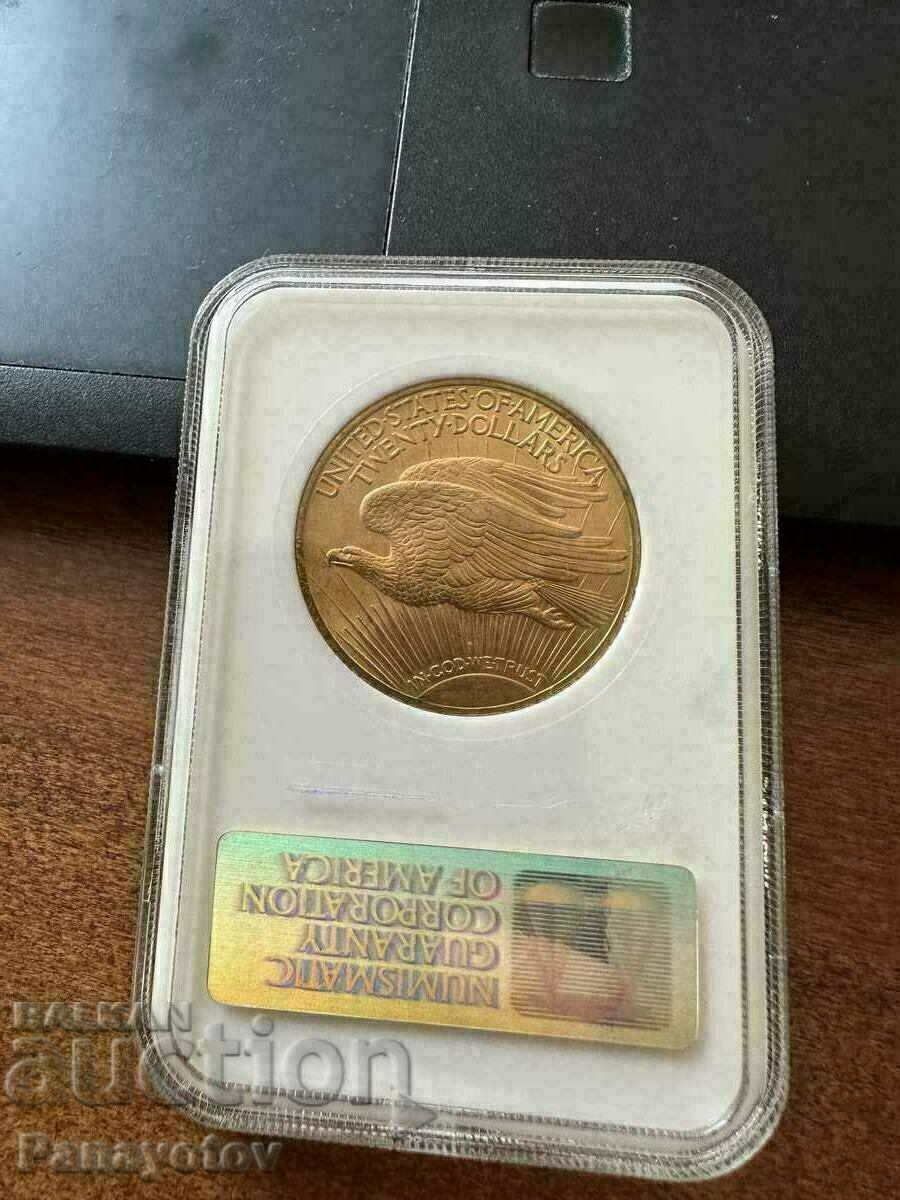 UNITED·STATES·OF·AMERICA
TWENTY·DOLLARS
IN·GOD·WE·TRUST
NUMISMATIC
GUARANTY
CORPORATION
OF AMERICA
BALKAN
auction
Panayotov